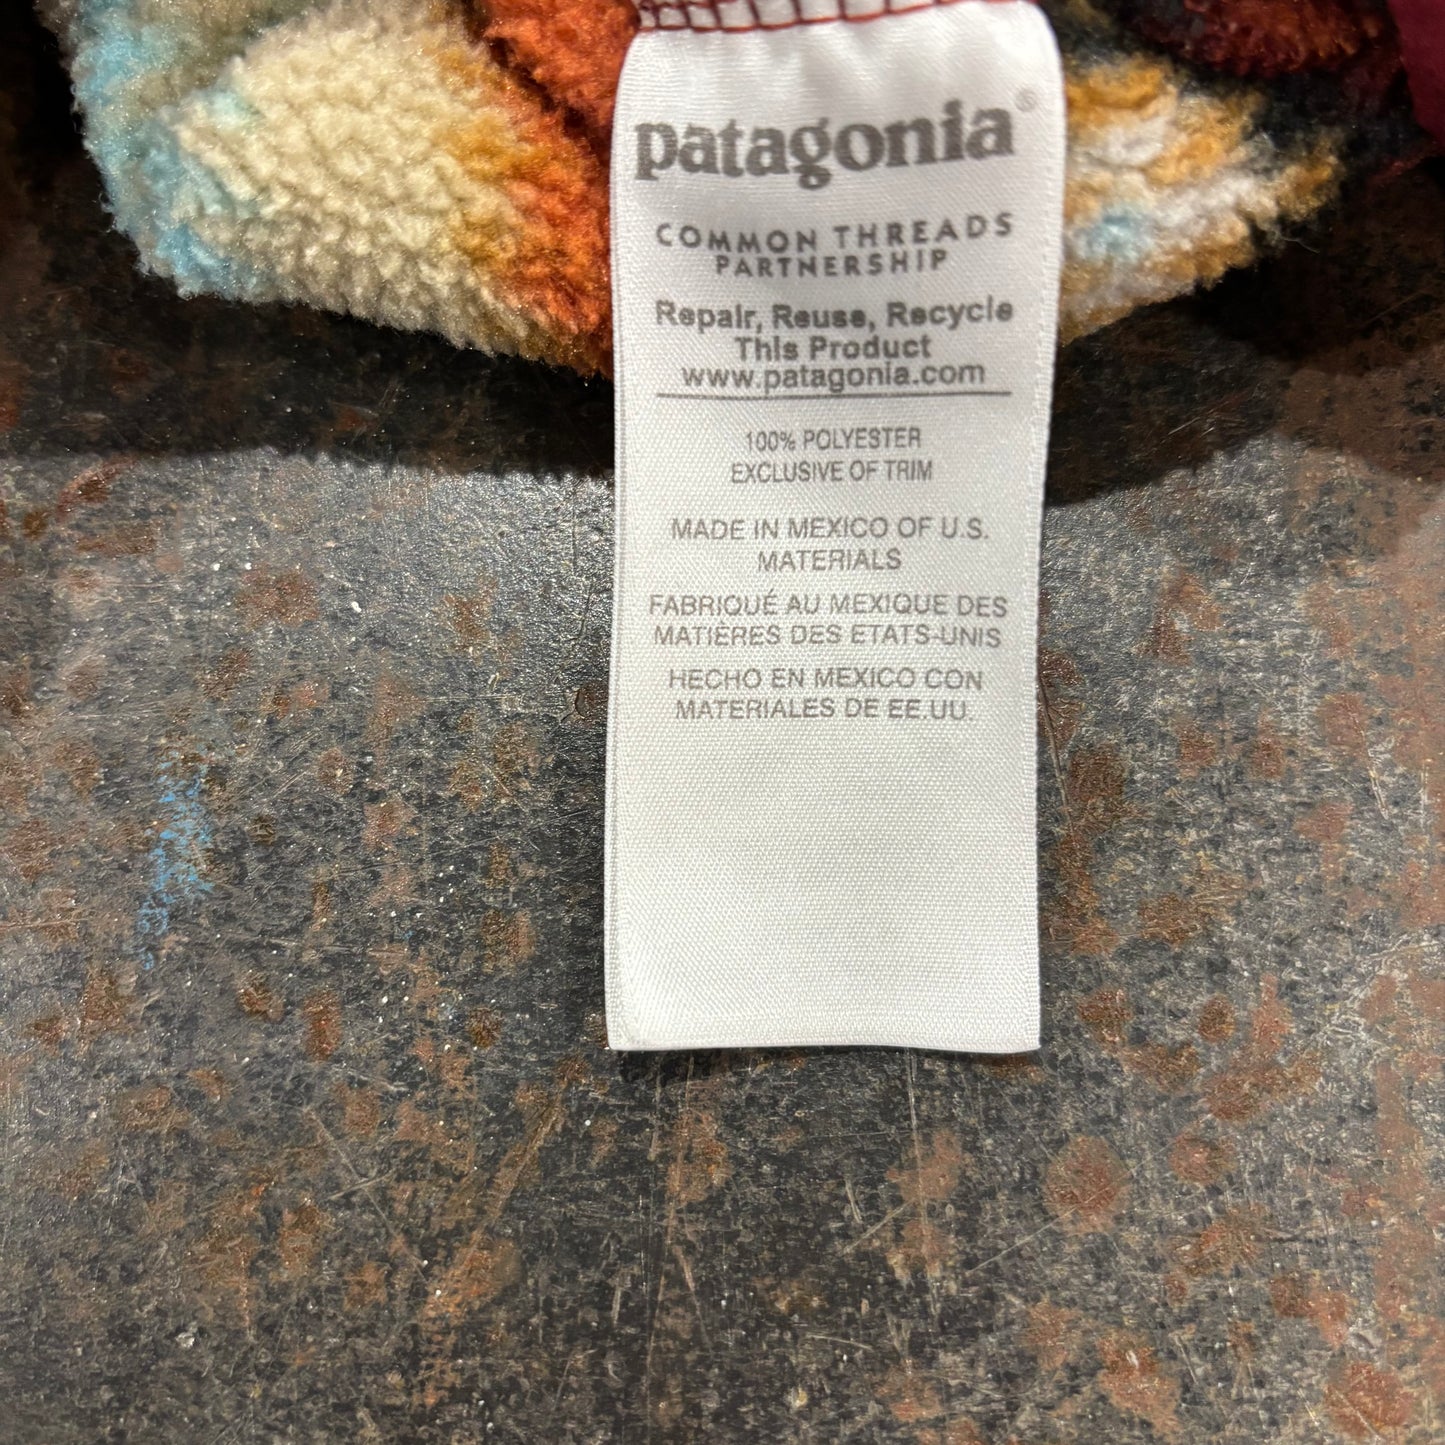 patagonia®
COMMON THREADS
PARTNERSHIP
Repair, Reuse, Recycle
This Product
www.patagonia.com
100% POLYESTER
EXCLUSIVE OF TRIM
MADE IN MEXICO OF U.S.
MATERIALS
FABRIQUÉ AU MEXIQUE DES
MATIÈRES DES ETATS-UNIS
HECHO EN MEXICO CON
MATERIALES DE EE.UU.